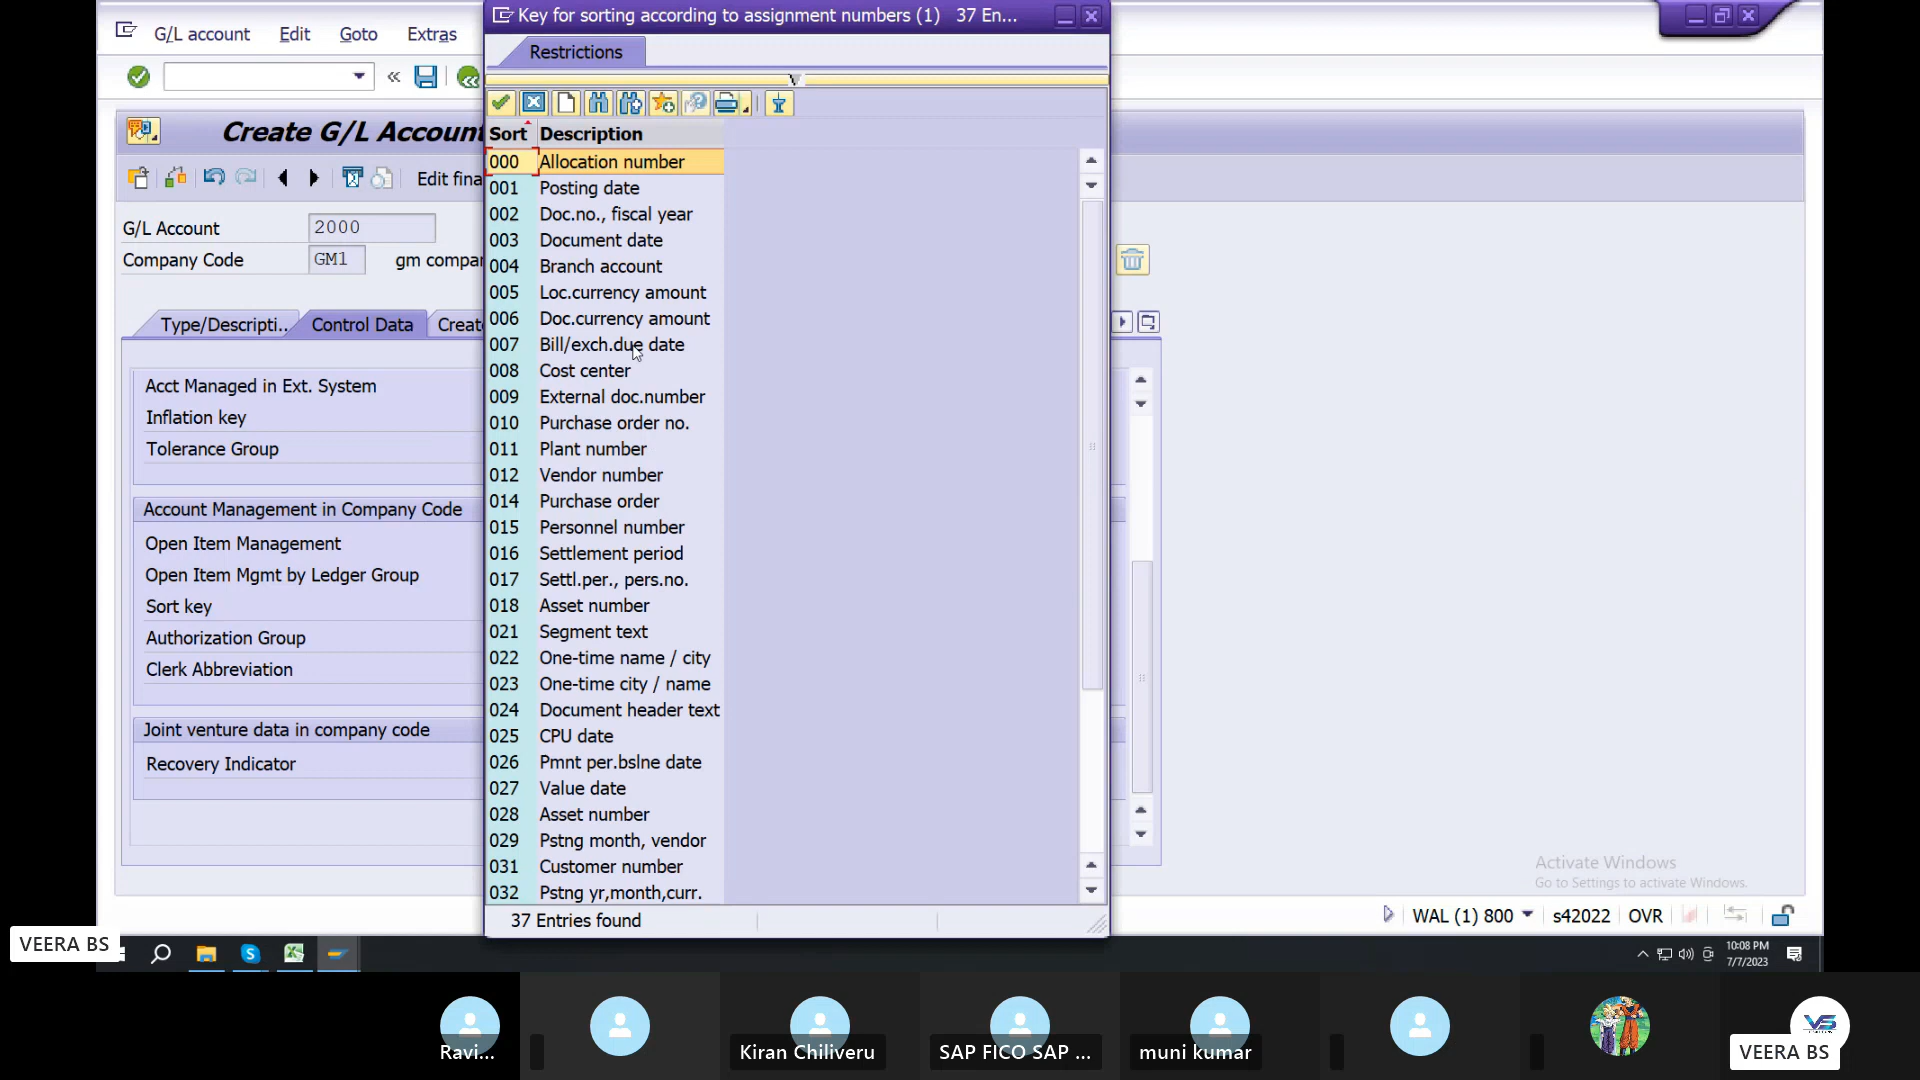 G/L account Edit Goto Extras
Key for sorting according to assignment numbers (1) 37 En...
Restrictions
Create G/L Account
Edit fina
G/L Account 2000
Company Code GM1 gm compan
Type/Descripti.. Control Data Creat
Acct Managed in Ext. System
Inflation key
Tolerance Group
Account Management in Company Code
Open Item Management
Open Item Mgmt by Ledger Group
Sort key
Authorization Group
Clerk Abbreviation
Joint venture data in company code
Recovery Indicator
Sort Description
000 Allocation number
001 Posting date
002 Doc.no., fiscal year
003 Document date
004 Branch account
005 Loc.currency amount
006 Doc.currency amount
007 Bill/exch.due date
008 Cost center
009 External doc.number
010 Purchase order no.
011 Plant number
012 Vendor number
014 Purchase order
015 Personnel number
016 Settlement period
017 Settl.per., pers.no.
018 Asset number
021 Segment text
022 One-time name / city
023 One-time city / name
024 Document header text
025 CPU date
026 Pmnt per.bslne date
027 Value date
028 Asset number
029 Pstng month, vendor
031 Customer number
032 Pstng yr,month,curr.
37 Entries found
Activate Windows
Go to Settings to activate Windows.
WAL (1) 800 s42022 OVR
VEERA BS
10:08 PM
7/7/2023
Ravi...
Kiran Chiliveru
SAP FICO SAP ...
muni kumar
VS
VEERA BS